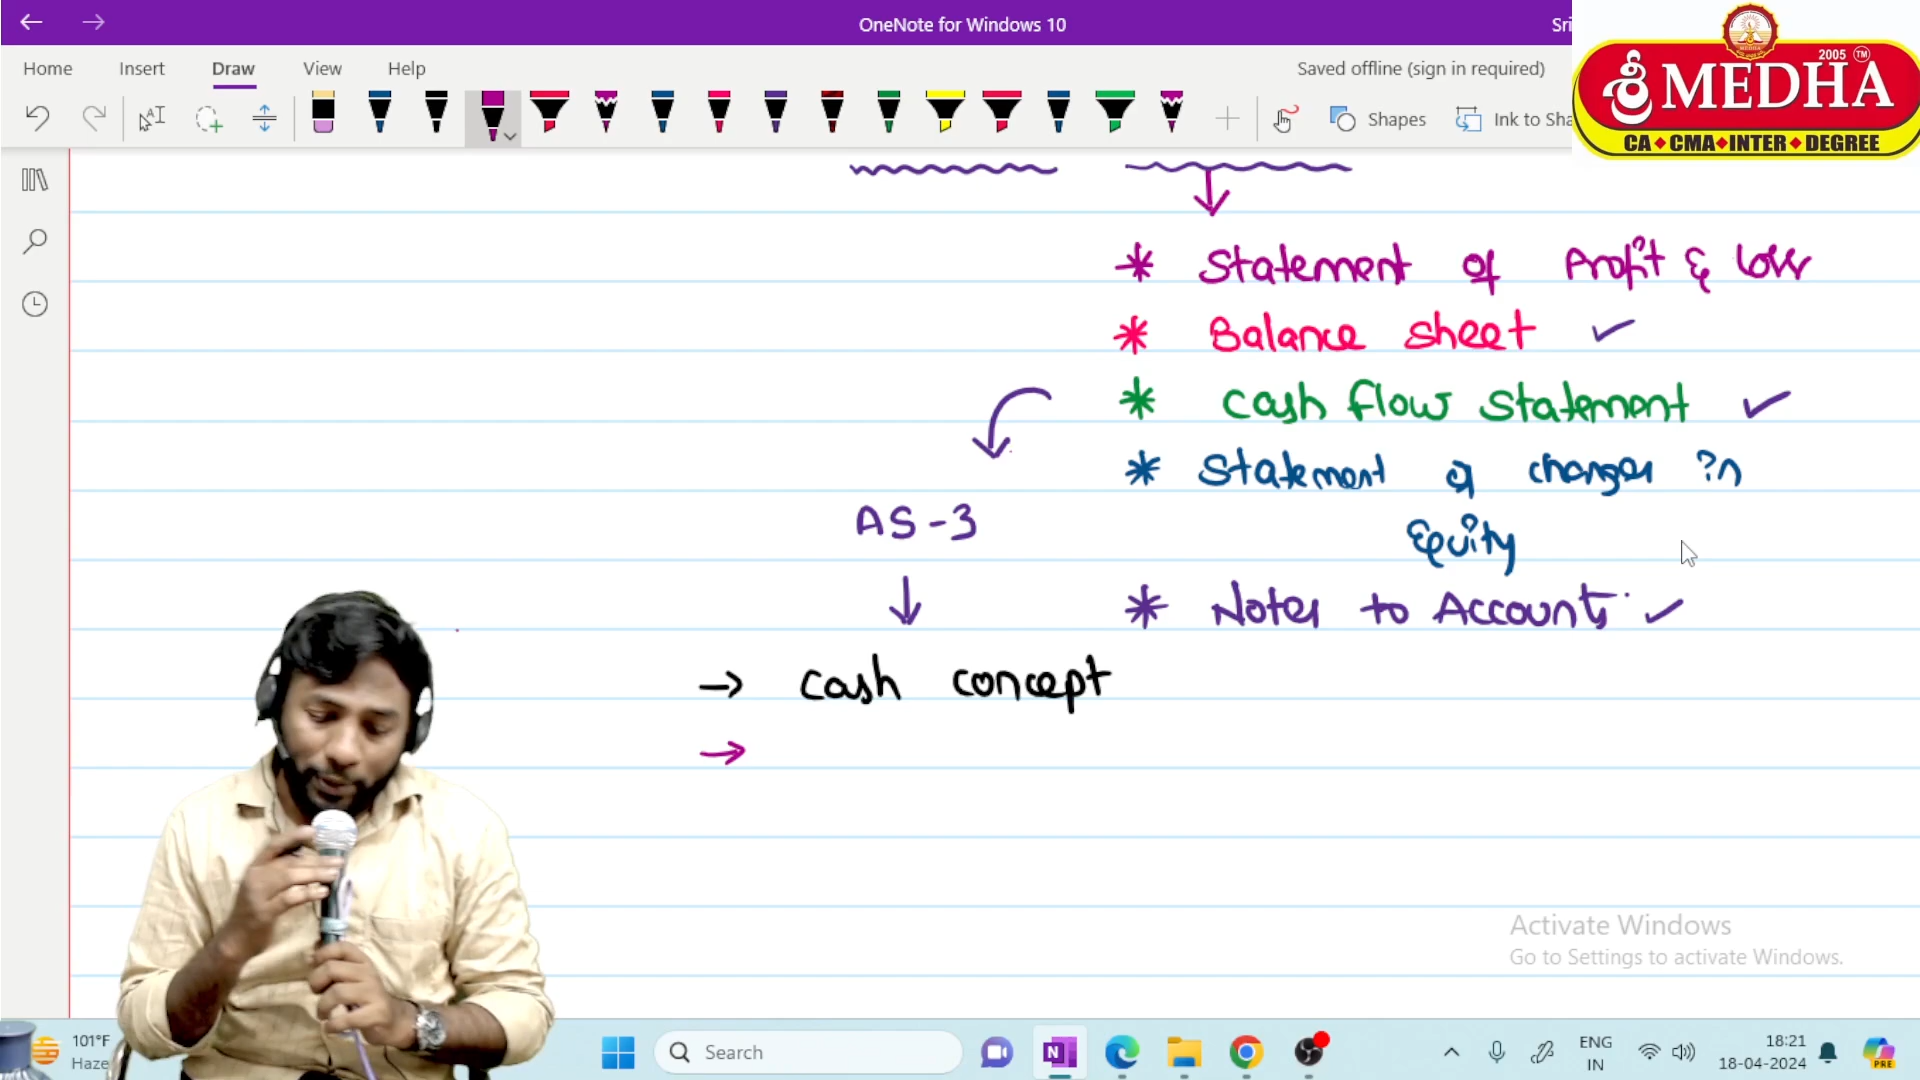 OneNote for Windows 10
Sri
Home Insert Draw View Help
Saved offline (sign in required)
Shapes
Ink to Sha
2005 TM
శ్రీ MEDHA
CA CMA INTER DEGREE
* Statement of Profit & Loss
* Balance sheet ✓
* Cash flow Statement ✓
* Statement of changes in
Equity
AS-3
* Notes to Accounts ✓
→ Cash concept
→
Activate Windows
Go to Settings to activate Windows.
101°F
Haze
Search
ENG
IN
18:21
18-04-2024
PRE